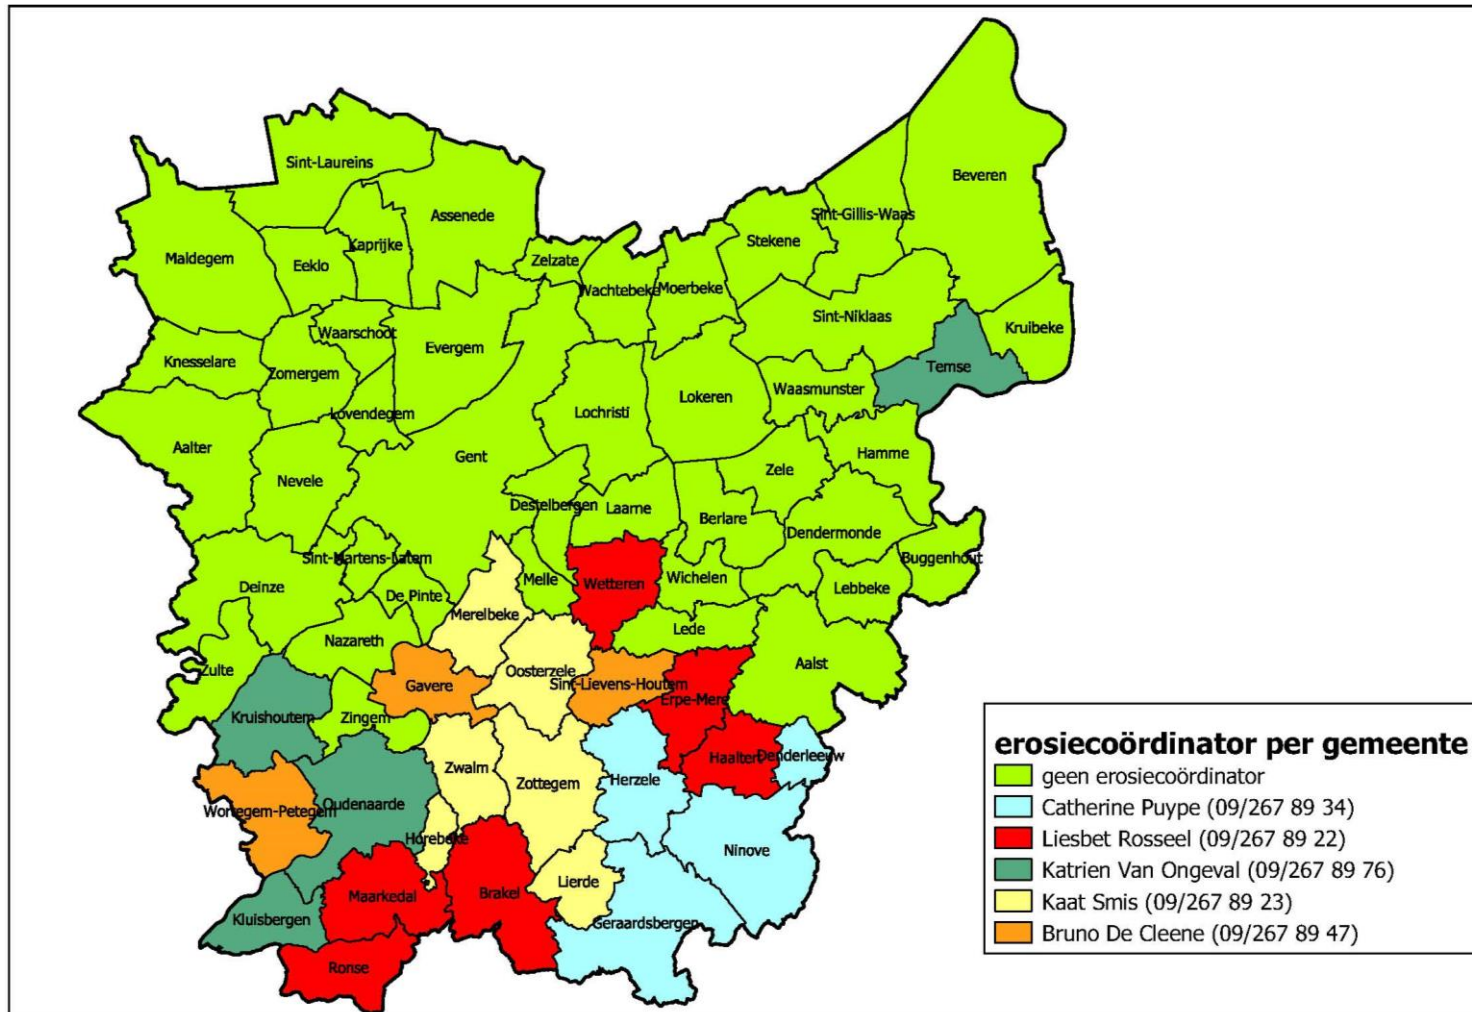 Beveren
Sint-Laureins
Assenede
Sint-Gillis-Waas
Stekene
Kaprijke
Maldegem
Eeklo
Zelzate
Wachtebeke
Moerbeke
Sint-Niklaas
Kruibeke
Waarschoot
Evergem
Knesselare
Zomergem
Temse
Waasmunster
Lokeren
Lochristi
Lovendegem
Aalter
Gent
Hamme
Zele
Nevele
Destelbergen
Laarne
Berlare
Dendermonde
Sint-Martens-Latem
Buggenhout
Melle
Wetteren
Wichelen
Lebbeke
Deinze
De Pinte
Merelbeke
Nazareth
Lede
Aalst
Zulte
Oosterzele
Gavere
Sint-Lievens-Houtem
Erpe-Mere
Kruishoutem
Zingem
Haaltert
Denderleeuw
Zwalm
Zottegem
Herzele
Oudenaarde
Wortegem-Petegem
Horebeke
Ninove
Lierde
Brakel
Maarkedal
Kluisbergen
Geraardsbergen
Ronse
erosiecoördinator per gemeente
geen erosiecoördinator
Catherine Puype (09/267 89 34)
Liesbet Rosseel (09/267 89 22)
Katrien Van Ongeval (09/267 89 76)
Kaat Smis (09/267 89 23)
Bruno De Cleene (09/267 89 47)